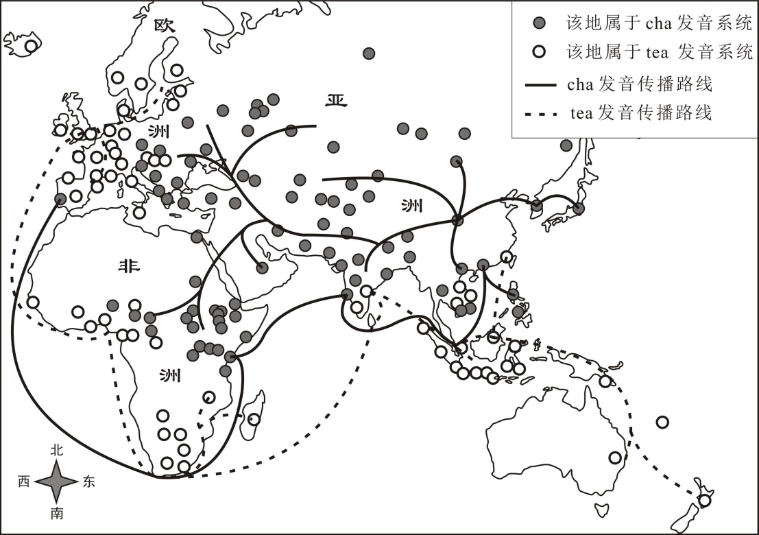 该地属于 cha 发音系统
该地属于 tea 发音系统
cha 发音传播路线
tea 发音传播路线
欧
洲
亚
洲
非
洲
北
西 东
南